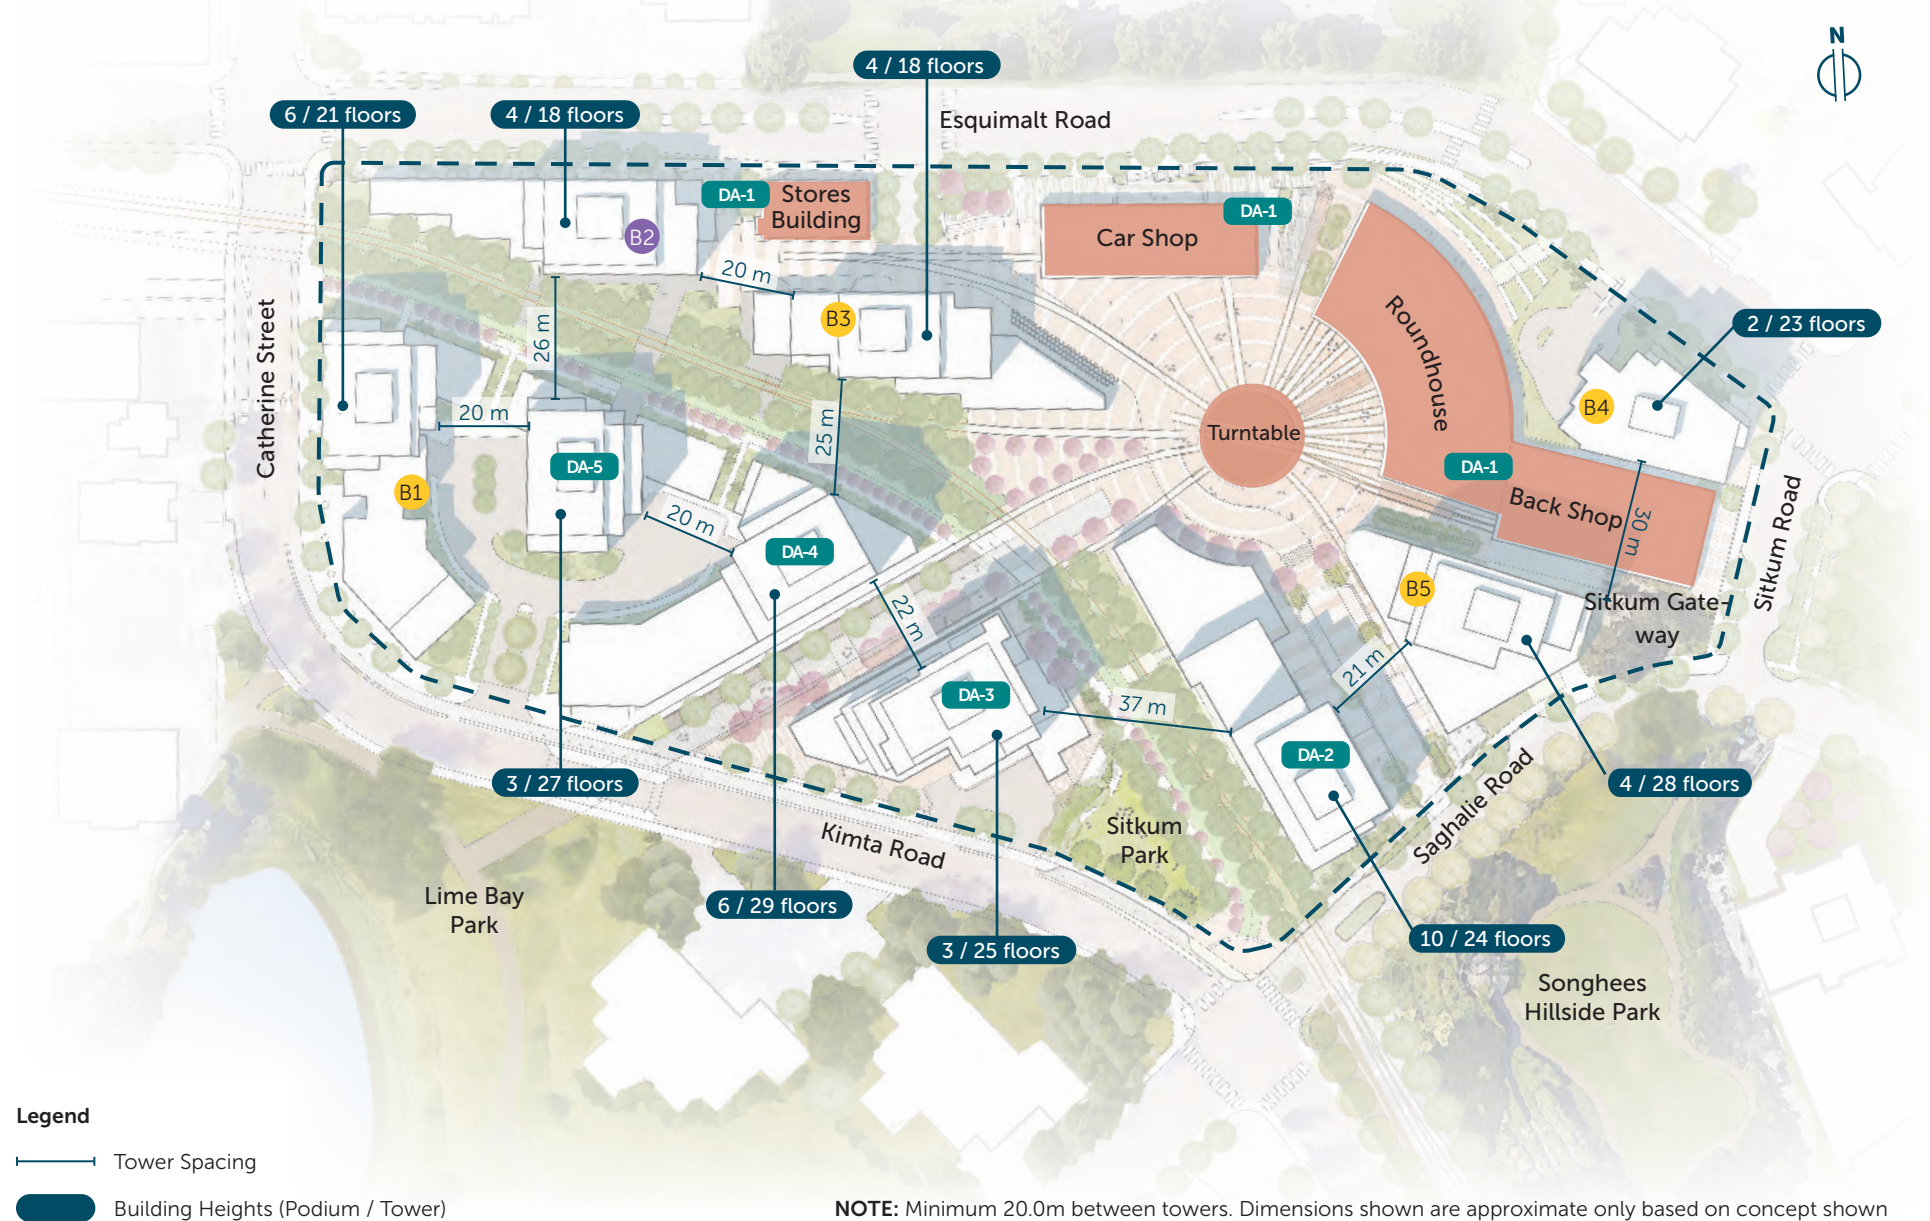 N
4 / 18 floors
6 / 21 floors
4 / 18 floors
Esquimalt Road
DA-1
Stores
Building
DA-1
Car Shop
B2
20 m
Roundhouse
B3
26 m
2 / 23 floors
Catherine Street
20 m
25 m
B4
Turntable
DA-5
DA-1
B1
Back Shop
20 m
30 m
Sitkum Road
DA-4
B5
Sitkum Gate-
way
22 m
21 m
DA-3
37 m
DA-2
3 / 27 floors
4 / 28 floors
Saghalie Road
Kimta Road
Sitkum
Park
Lime Bay
Park
6 / 29 floors
3 / 25 floors
10 / 24 floors
Songhees
Hillside Park
Legend
Tower Spacing
Building Heights (Podium / Tower)
NOTE: Minimum 20.0m between towers. Dimensions shown are approximate only based on concept shown